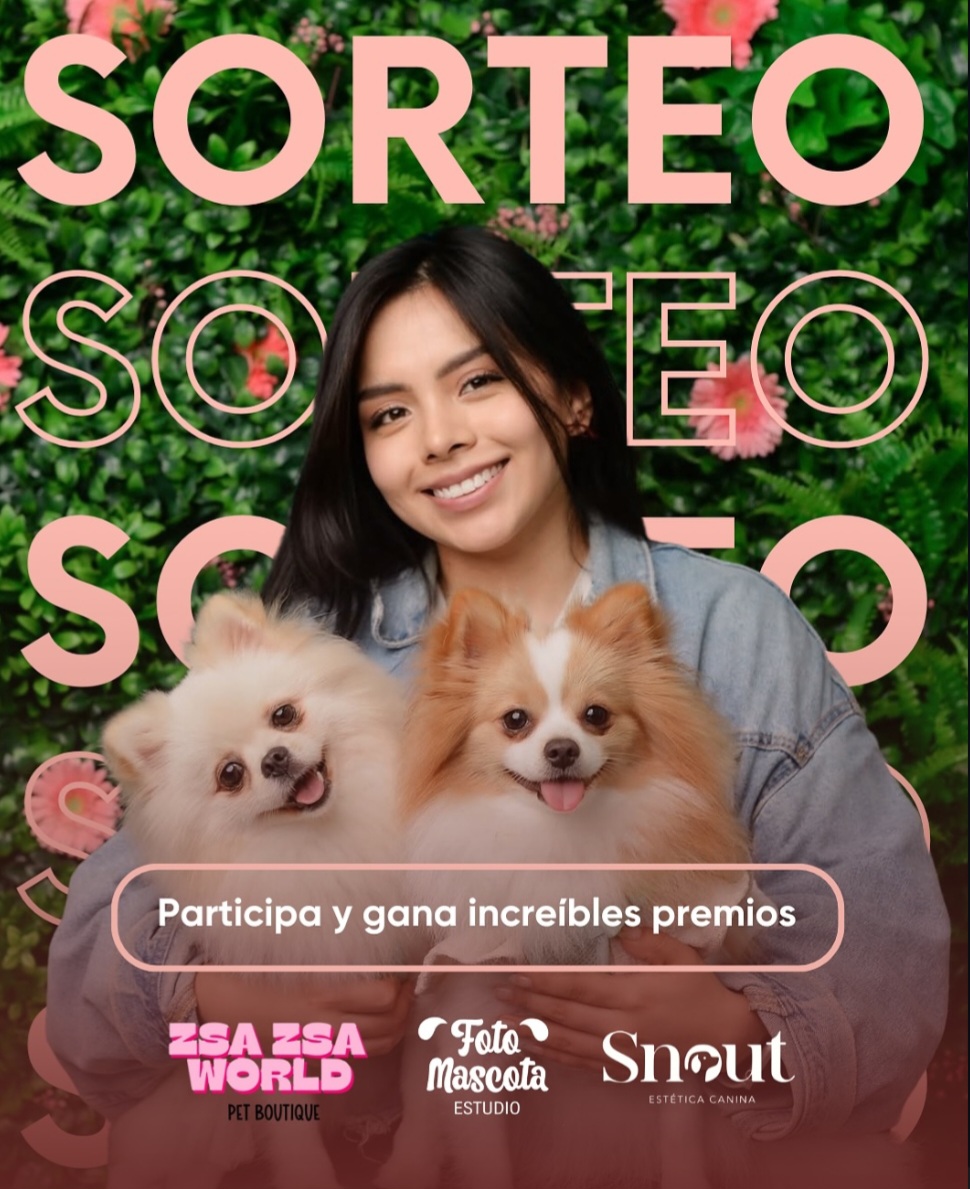 SORTEO
SORTEO
SORTEO
S
S
Participa y gana increíbles premios
ZSA ZSA
WORLD
PET BOUTIQUE
Foto
Mascota
ESTUDIO
Snout
ESTÉTICA CANINA